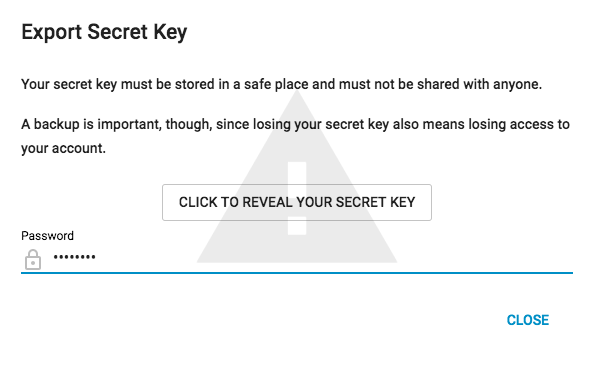 Export Secret Key
Your secret key must be stored in a safe place and must not be shared with anyone.
A backup is important, though, since losing your secret key also means losing access to
your account.
CLICK TO REVEAL YOUR SECRET KEY
Password
••••••••
CLOSE